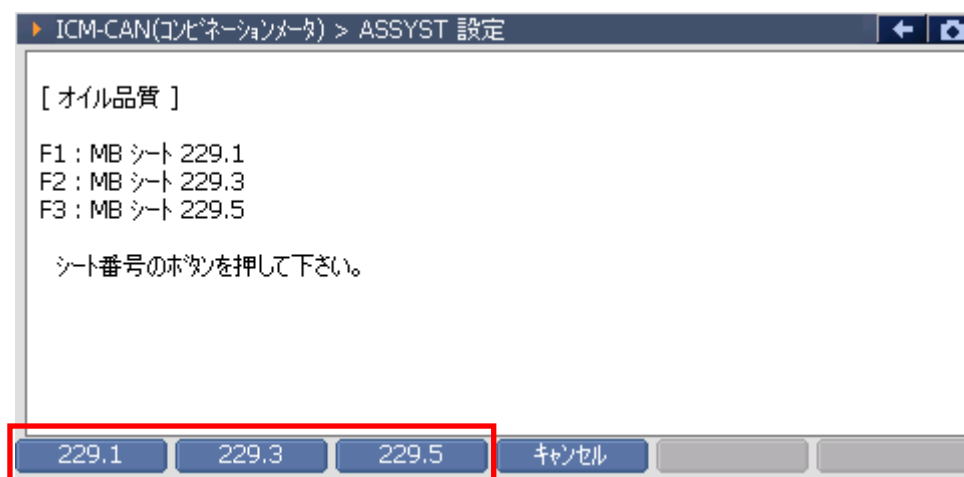 ICM-CAN(ｺﾝﾋﾞﾈｰｼｮﾝﾒｰﾀ) > ASSYST 設定
[ オイル品質 ]
F1 : MB ｼｰﾄ 229.1
F2 : MB ｼｰﾄ 229.3
F3 : MB ｼｰﾄ 229.5
ｼｰﾄ番号のﾎﾞﾀﾝを押して下さい。
229.1 229.3 229.5 ｷｬﾝｾﾙ